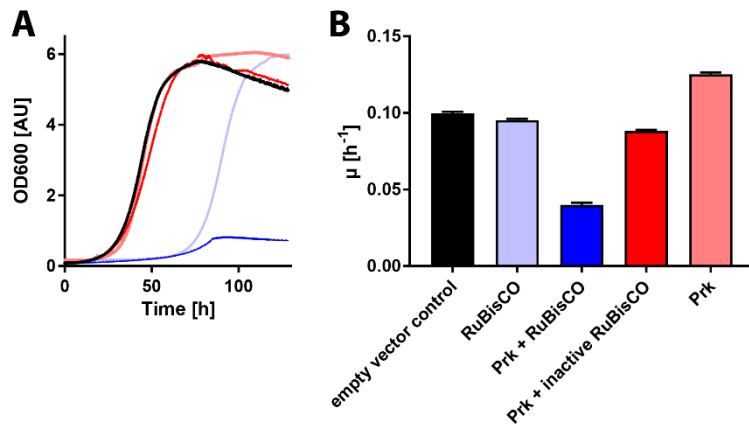 A
OD600 [AU]
6
4
2
0
0
50
100
Time [h]
B
μ [h⁻¹]
0.15
0.10
0.05
0.00
empty vector control
RuBisCO
Prk + RuBisCO
Prk + inactive RuBisCO
Prk